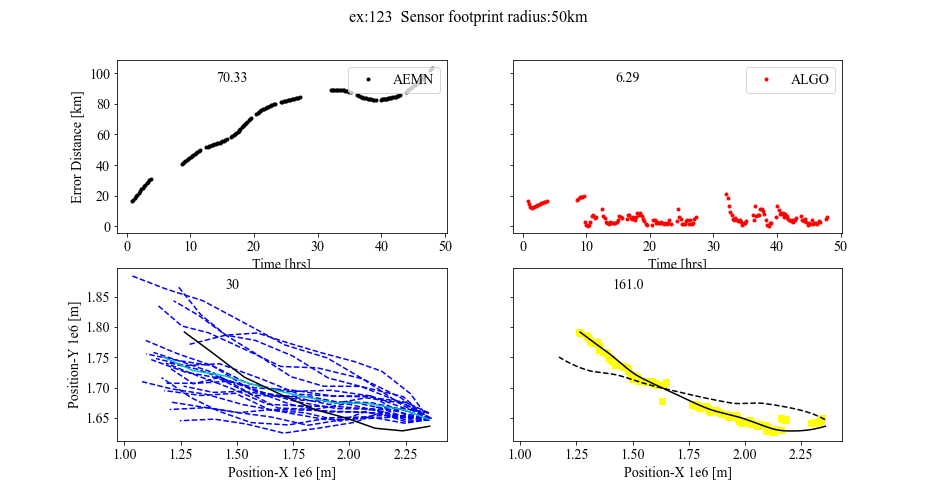 ex:123 Sensor footprint radius:50km
70.33
AEMN
100
80
60
40
20
0
Error Distance [km]
0 10 20 30 40 50
Time [hrs]
6.29
ALGO
0 10 20 30 40 50
Time [hrs]
30
1.85
1.80
1.75
1.70
1.65
Position-Y 1e6 [m]
1.00 1.25 1.50 1.75 2.00 2.25
Position-X 1e6 [m]
161.0
1.00 1.25 1.50 1.75 2.00 2.25
Position-X 1e6 [m]